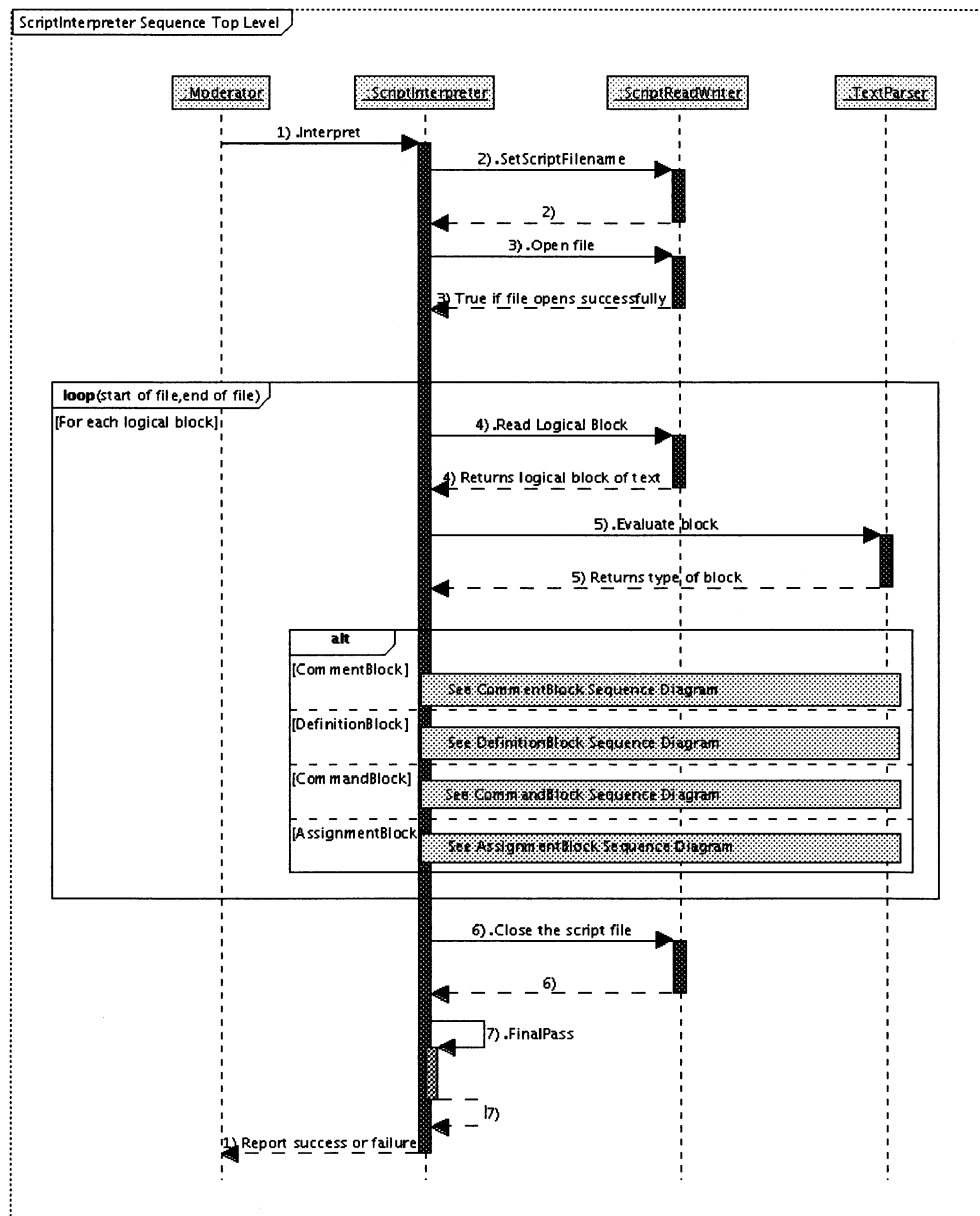 ScriptInterpreter Sequence Top Level
:Moderator :ScriptInterpreter :ScriptReadWriter :TextParser
1) .Interpret
2) .SetScriptFilename
2)
3) .Open file
3) True if file opens successfully
loop(start of file,end of file)
[For each logical block]
4) .Read Logical Block
4) Returns logical block of text
5) .Evaluate block
5) Returns type of block
alt
[CommentBlock]
See CommentBlock Sequence Diagram
[DefinitionBlock]
See DefinitionBlock Sequence Diagram
[CommandBlock]
See CommandBlock Sequence Diagram
[AssignmentBlock
See AssignmentBlock Sequence Diagram
6) .Close the script file
6)
7) .FinalPass
7)
1) Report success or failure